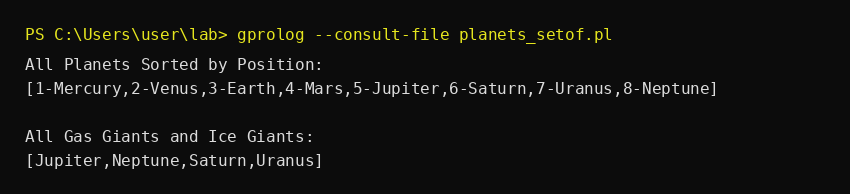 PS C:\Users\user\lab> gprolog --consult-file planets_setof.pl
All Planets Sorted by Position:
[1-Mercury,2-Venus,3-Earth,4-Mars,5-Jupiter,6-Saturn,7-Uranus,8-Neptune]
All Gas Giants and Ice Giants:
[Jupiter,Neptune,Saturn,Uranus]